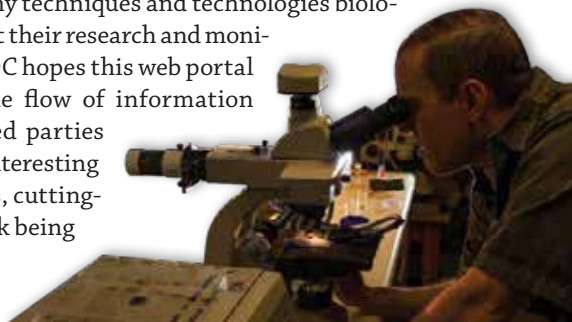 ny techniques and technologies biolo-
t their research and moni-
C hopes this web portal
e flow of information
ed parties
nteresting
s, cutting-
k being